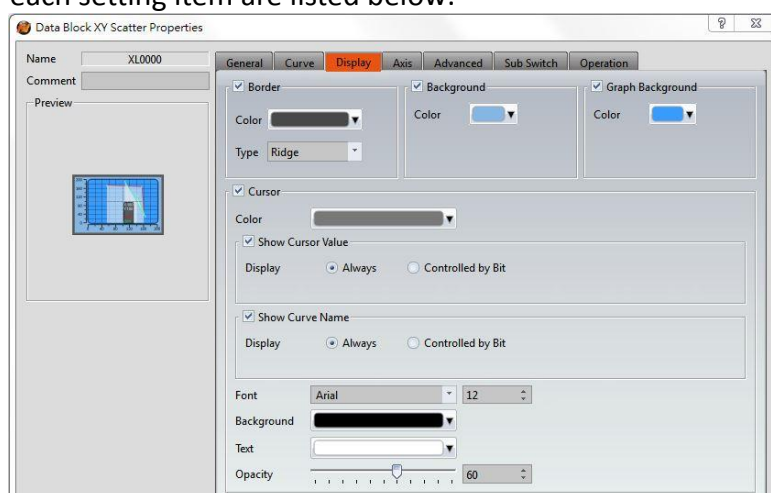 each setting item are listed below.
Data Block XY Scatter Properties
Name XL0000
Comment
Preview
General Curve Display Axis Advanced Sub Switch Operation
Border
Color
Type Ridge
Background
Color
Graph Background
Color
Cursor
Color
Show Cursor Value
Display Always Controlled by Bit
Show Curve Name
Display Always Controlled by Bit
Font Arial 12
Background
Text
Opacity 60